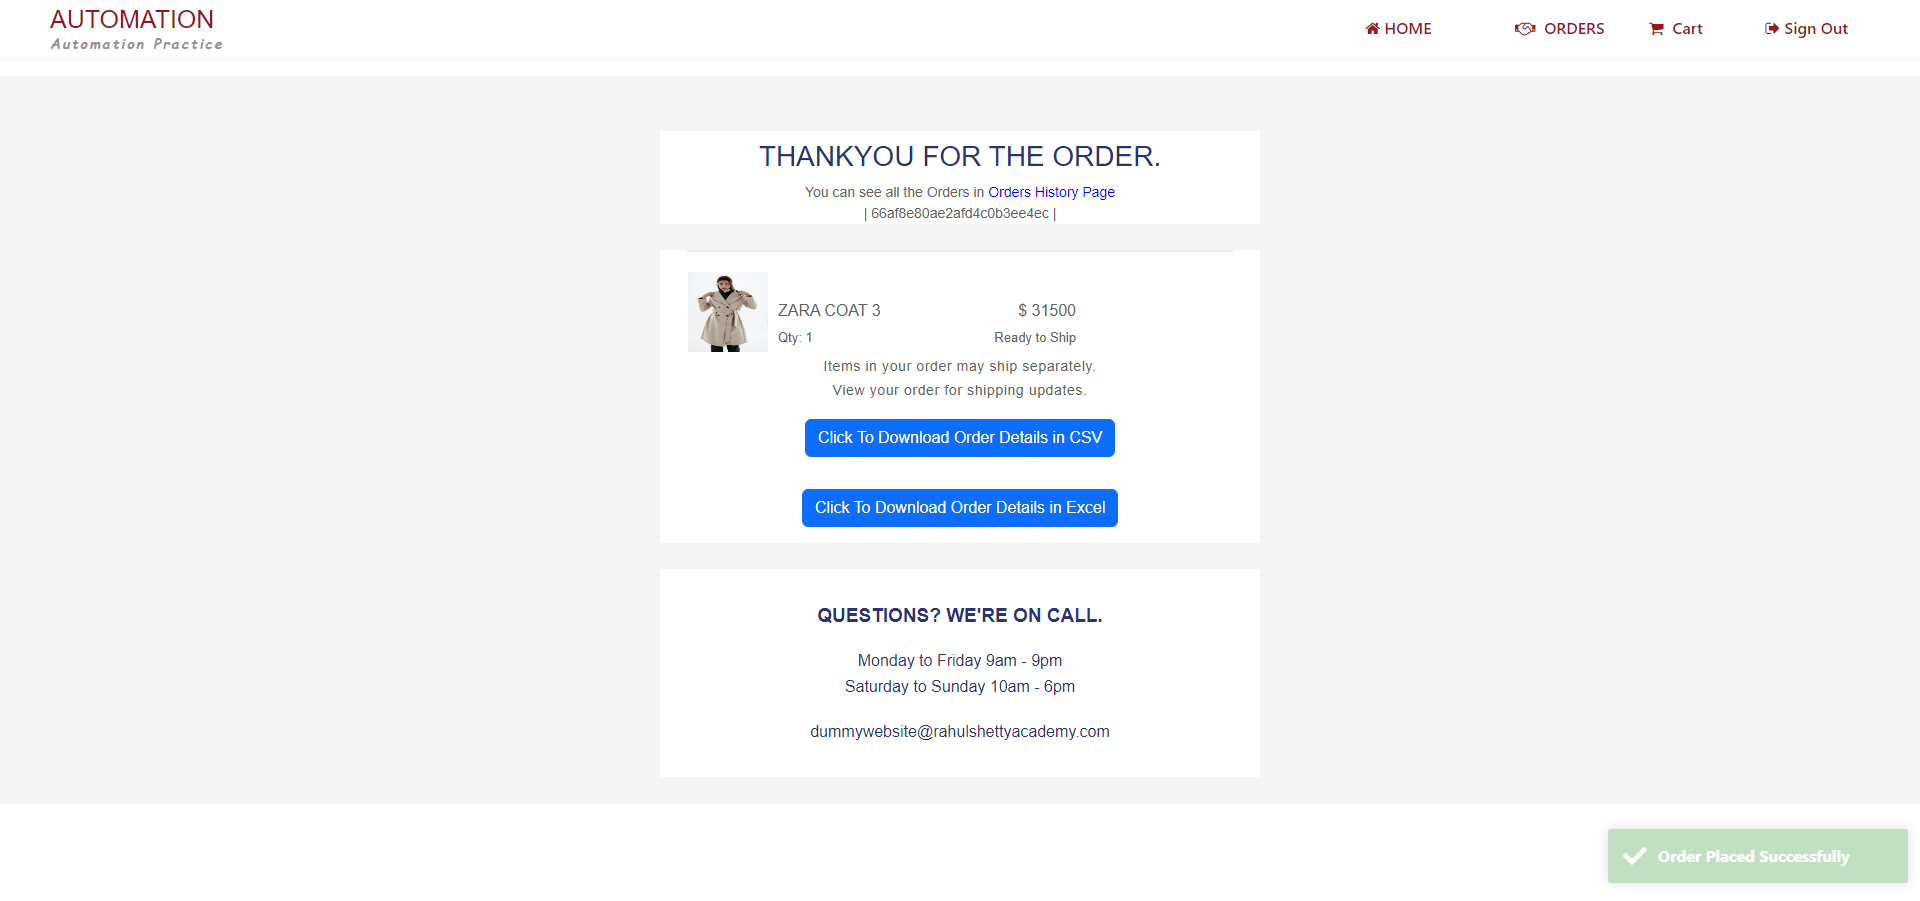 AUTOMATION
Automation Practice
HOME
ORDERS
Cart
Sign Out
THANKYOU FOR THE ORDER.
You can see all the Orders in Orders History Page
| 66af8e80ae2afd4c0b3ee4ec |
ZARA COAT 3
$ 31500
Qty: 1
Ready to Ship
Items in your order may ship separately.
View your order for shipping updates.
Click To Download Order Details in CSV
Click To Download Order Details in Excel
QUESTIONS? WE'RE ON CALL.
Monday to Friday 9am - 9pm
Saturday to Sunday 10am - 6pm
dummywebsite@rahulshettyacademy.com
Order Placed Successfully